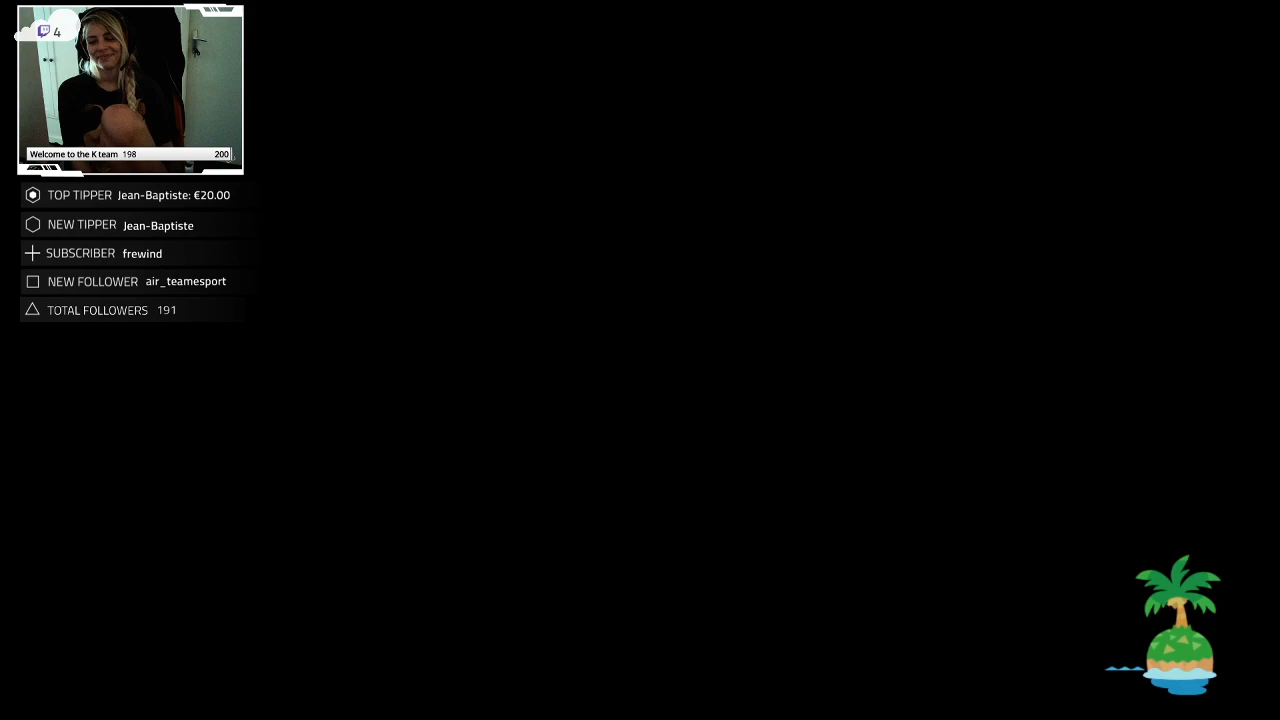 4
Welcome to the K team 198 200
TOP TIPPER Jean-Baptiste: €20.00
NEW TIPPER Jean-Baptiste
SUBSCRIBER frewind
NEW FOLLOWER air_teamesport
TOTAL FOLLOWERS 191